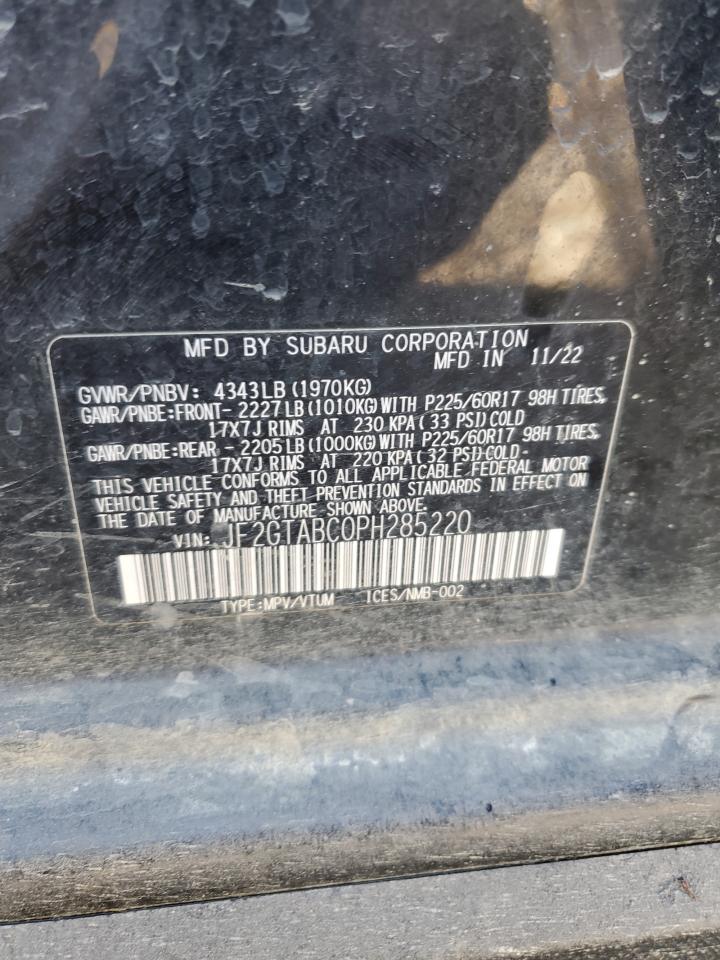 MFD BY SUBARU CORPORATION
MFD IN 11/22
GVWR/PNBV: 4343LB(1970KG)
GAWR/PNBE:FRONT- 2227LB(1010KG)WITH P225/60R17 98H TIRES,
17X7J RIMS AT 230 KPA( 33 PSI)COLD
GAWR/PNBE:REAR - 2205LB(1000KG)WITH P225/60R17 98H TIRES,
17X7J RIMS AT 220 KPA( 32 PSI)COLD-
THIS VEHICLE CONFORMS TO ALL APPLICABLE FEDERAL MOTOR
VEHICLE SAFETY AND THEFT PREVENTION STANDARDS IN EFFECT ON
THE DATE OF MANUFACTURE SHOWN ABOVE.
VIN: JF2GTABC0PH285220
TYPE:MPV/VTUM ICES/NMB-002